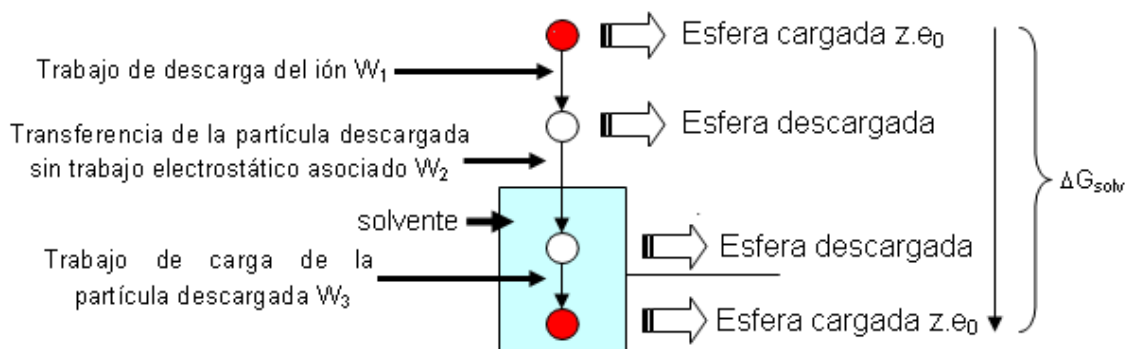 Esfera cargada z.e₀
Trabajo de descarga del ión W₁
Esfera descargada
Transferencia de la partícula descargada
sin trabajo electrostático asociado W₂
ΔGsolv
solvente
Esfera descargada
Trabajo de carga de la
partícula descargada W₃
Esfera cargada z.e₀